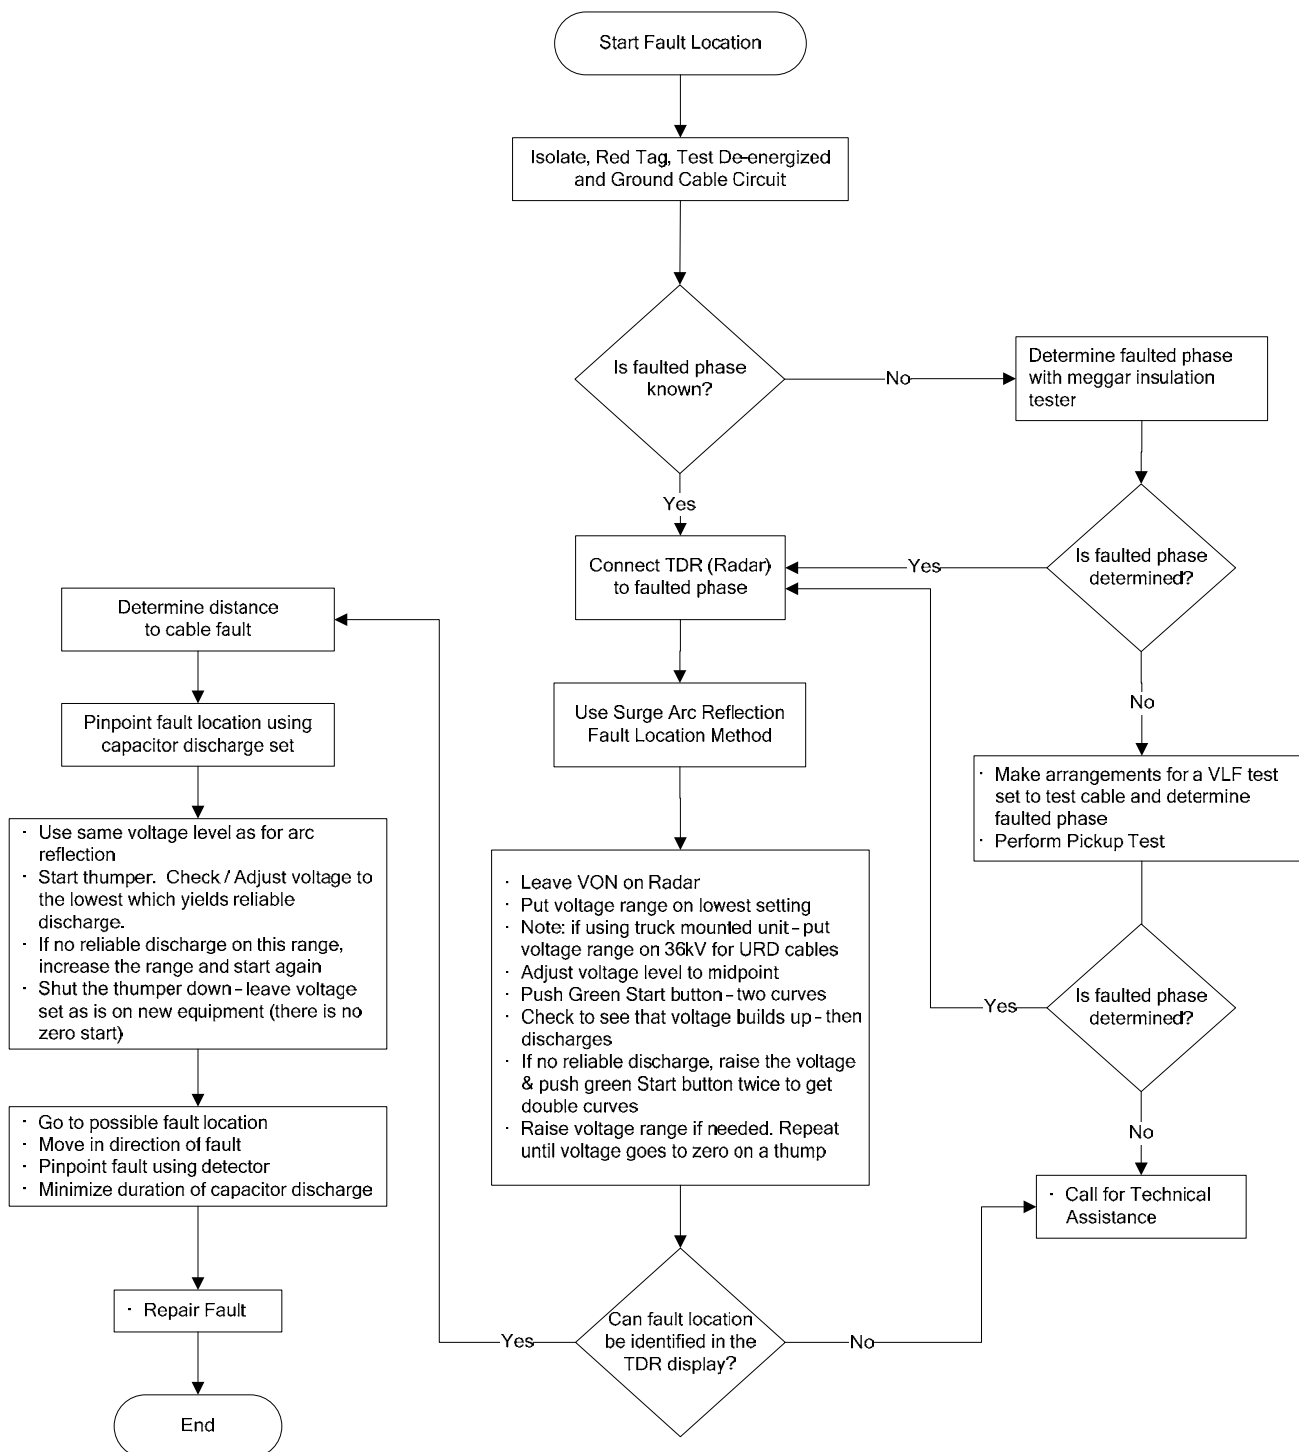 Start Fault Location
Isolate, Red Tag, Test De-energized
and Ground Cable Circuit
Is faulted phase
known?
No
Determine faulted phase
with meggar insulation
tester
Yes
Is faulted phase
determined?
Yes
Connect TDR (Radar)
to faulted phase
No
Use Surge Arc Reflection
Fault Location Method
· Make arrangements for a VLF test
set to test cable and determine
faulted phase
· Perform Pickup Test
· Leave VON on Radar
· Put voltage range on lowest setting
· Note: if using truck mounted unit – put
voltage range on 36kV for URD cables
· Adjust voltage level to midpoint
· Push Green Start button – two curves
· Check to see that voltage builds up – then
discharges
· If no reliable discharge, raise the voltage
& push green Start button twice to get
double curves
· Raise voltage range if needed. Repeat
until voltage goes to zero on a thump
Is faulted phase
determined?
Yes
No
· Call for Technical
Assistance
Can fault location
be identified in the
TDR display?
No
Yes
Determine distance
to cable fault
Pinpoint fault location using
capacitor discharge set
· Use same voltage level as for arc
reflection
· Start thumper. Check / Adjust voltage to
the lowest which yields reliable
discharge.
· If no reliable discharge on this range,
increase the range and start again
· Shut the thumper down – leave voltage
set as is on new equipment (there is no
zero start)
· Go to possible fault location
· Move in direction of fault
· Pinpoint fault using detector
· Minimize duration of capacitor discharge
· Repair Fault
End